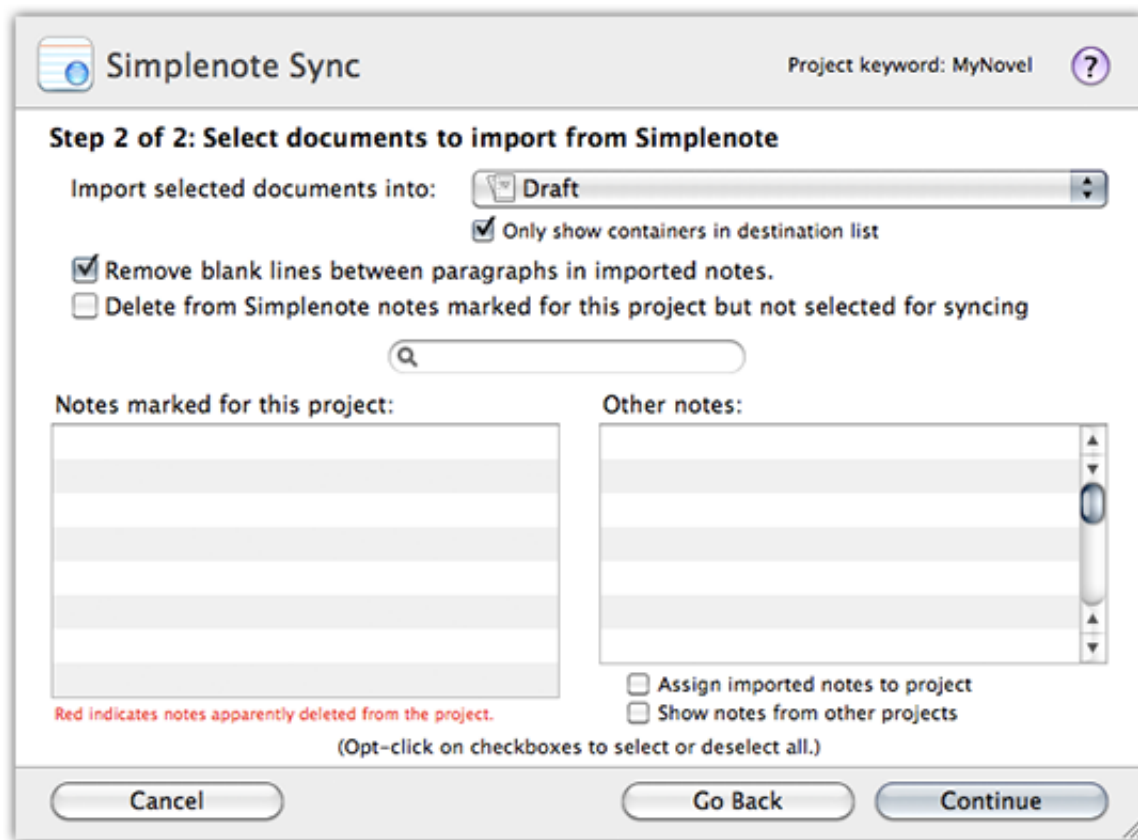 Simplenote Sync
Project keyword: MyNovel
?
Step 2 of 2: Select documents to import from Simplenote
Import selected documents into:
Draft
Only show containers in destination list
Remove blank lines between paragraphs in imported notes.
Delete from Simplenote notes marked for this project but not selected for syncing
Notes marked for this project:
Other notes:
Assign imported notes to project
Red indicates notes apparently deleted from the project.
Show notes from other projects
(Opt-click on checkboxes to select or deselect all.)
Cancel
Go Back
Continue